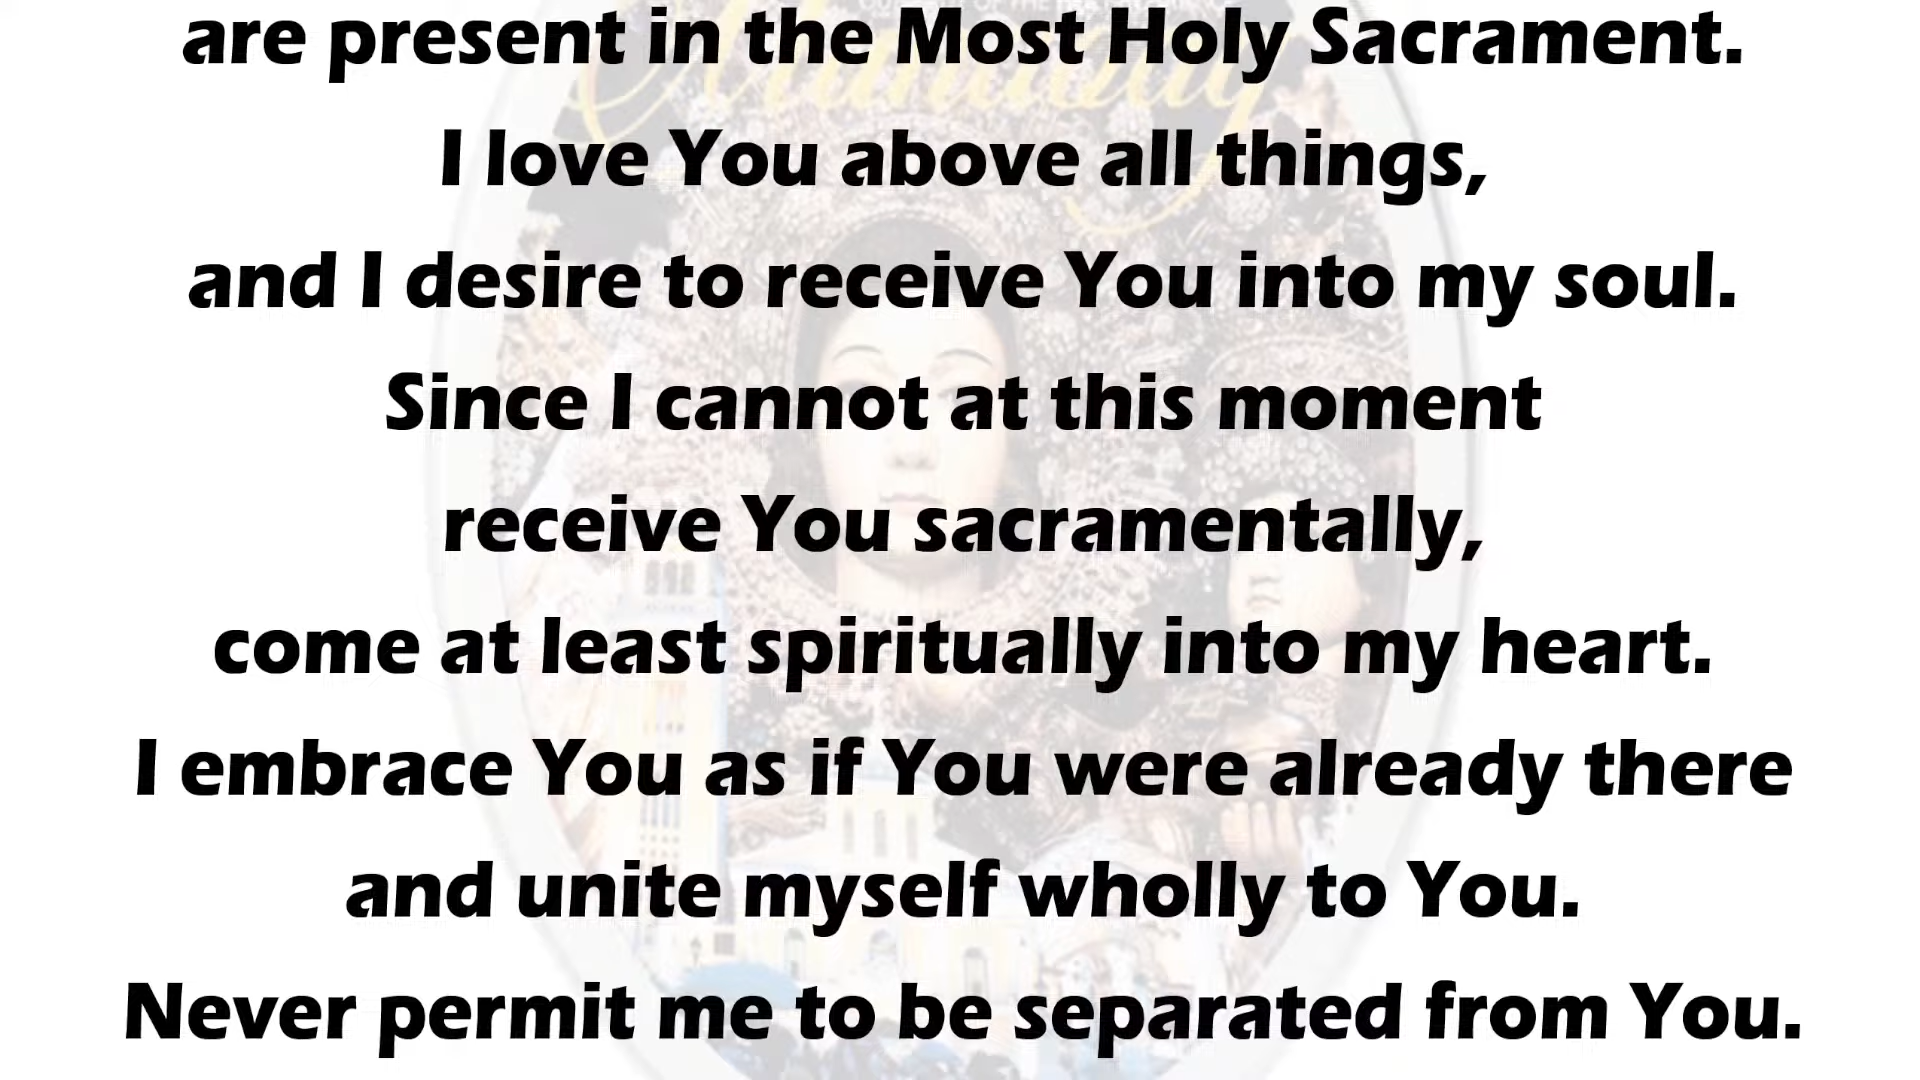 are present in the Most Holy Sacrament.
I love You above all things,
and I desire to receive You into my soul.
Since I cannot at this moment
receive You sacramentally,
come at least spiritually into my heart.
I embrace You as if You were already there
and unite myself wholly to You.
Never permit me to be separated from You.